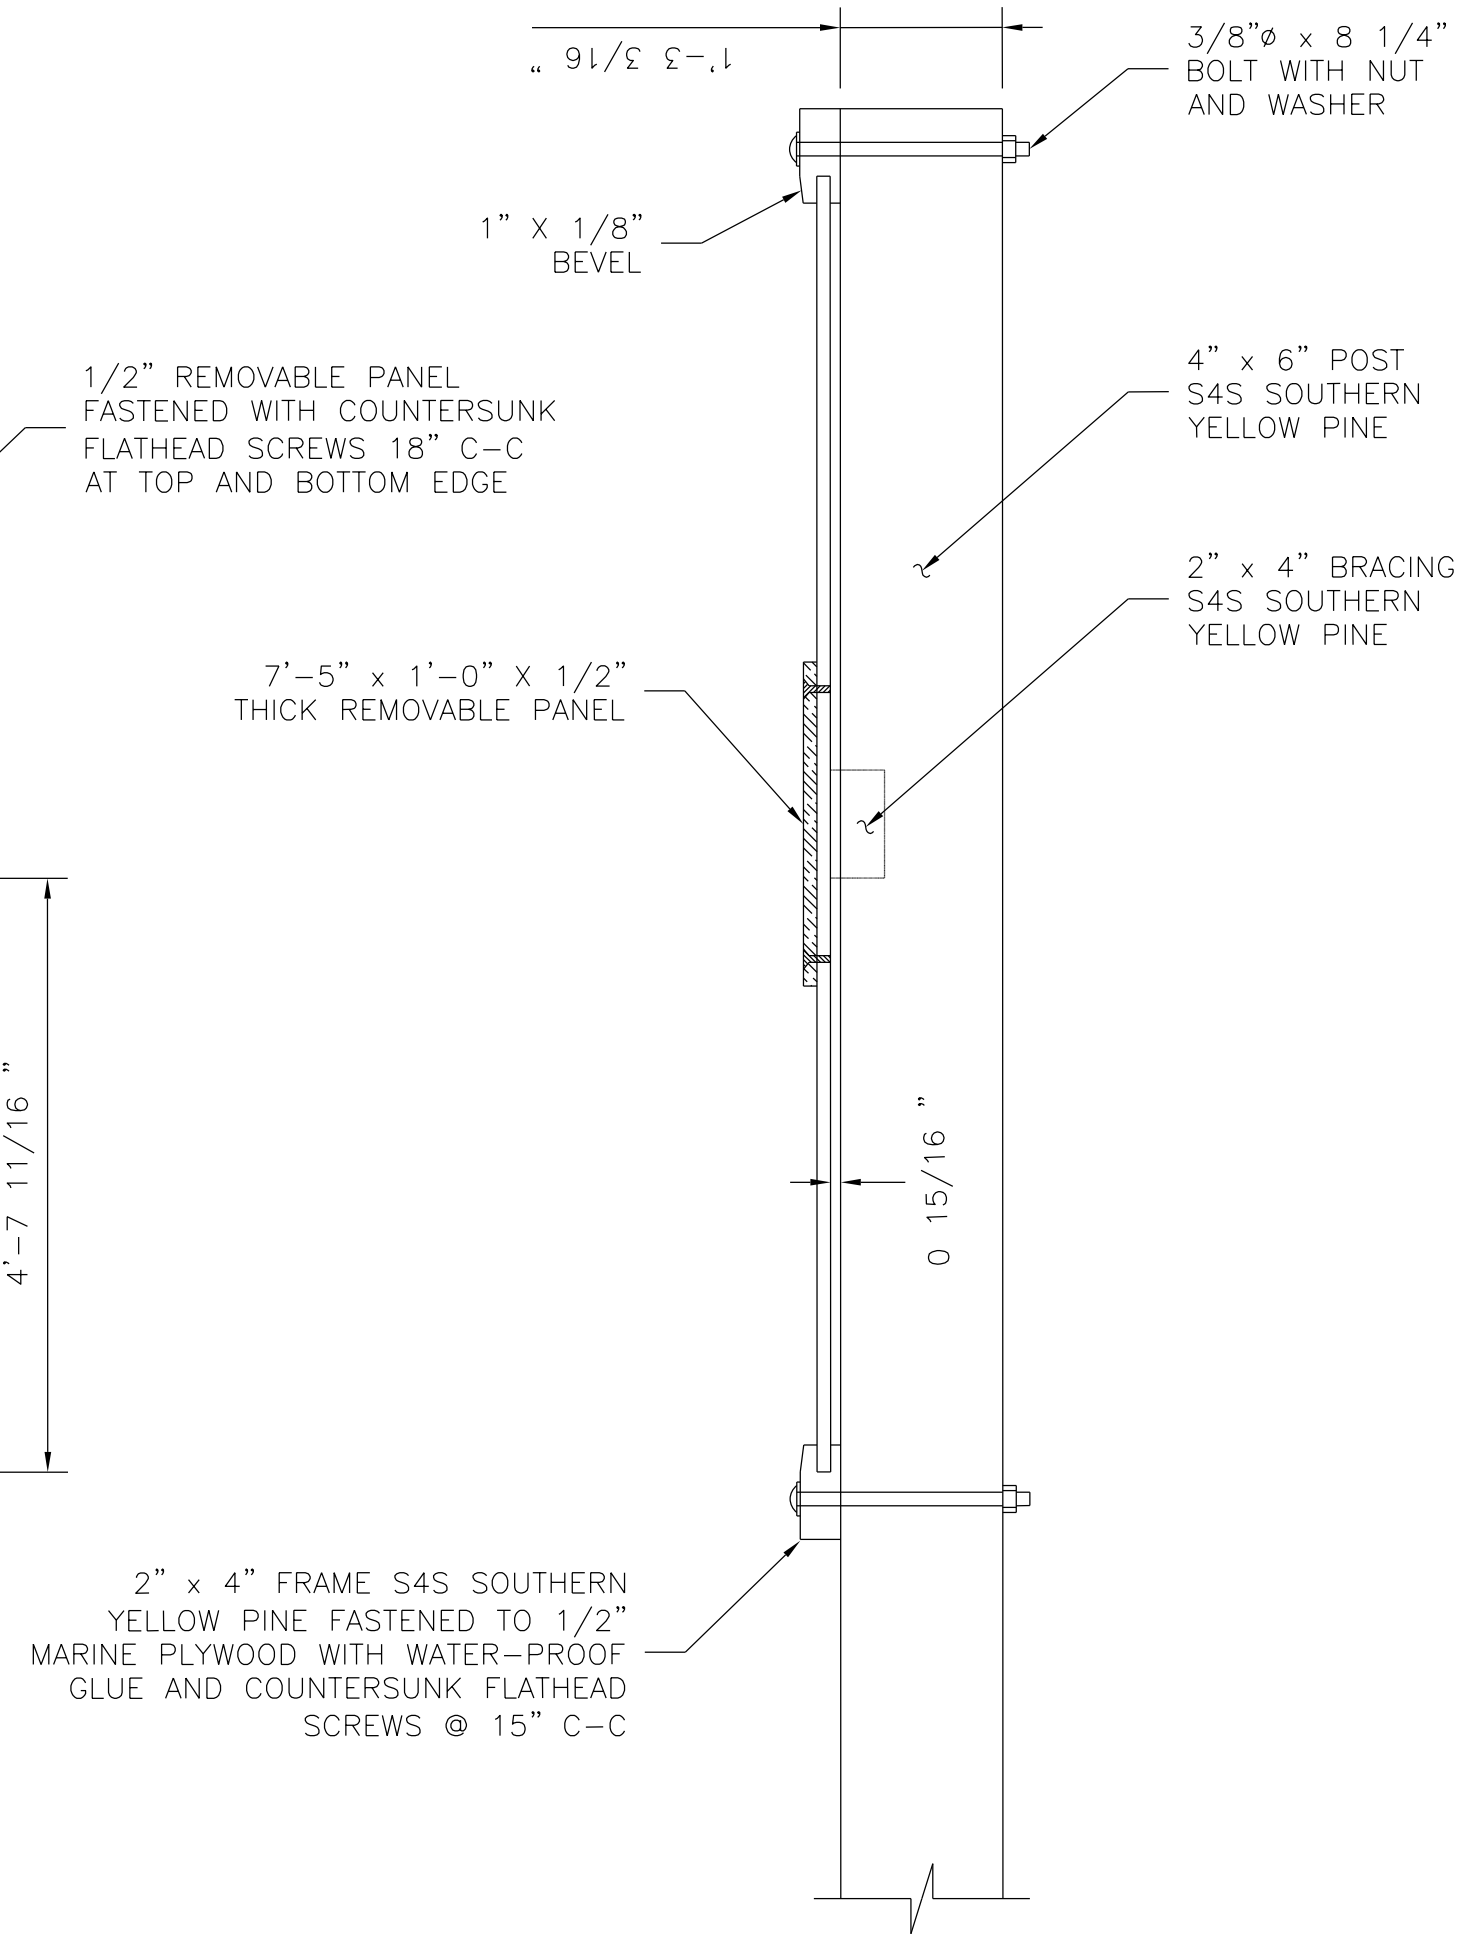 1'-3 3/16 "
3/8"ø x 8 1/4"
BOLT WITH NUT
AND WASHER
1" X 1/8"
BEVEL
1/2" REMOVABLE PANEL
FASTENED WITH COUNTERSUNK
FLATHEAD SCREWS 18" C-C
AT TOP AND BOTTOM EDGE
4" x 6" POST
S4S SOUTHERN
YELLOW PINE
2" x 4" BRACING
S4S SOUTHERN
YELLOW PINE
7'-5" x 1'-0" X 1/2"
THICK REMOVABLE PANEL
4'-7 11/16 "
0 15/16 "
2" x 4" FRAME S4S SOUTHERN
YELLOW PINE FASTENED TO 1/2"
MARINE PLYWOOD WITH WATER-PROOF
GLUE AND COUNTERSUNK FLATHEAD
SCREWS @ 15" C-C